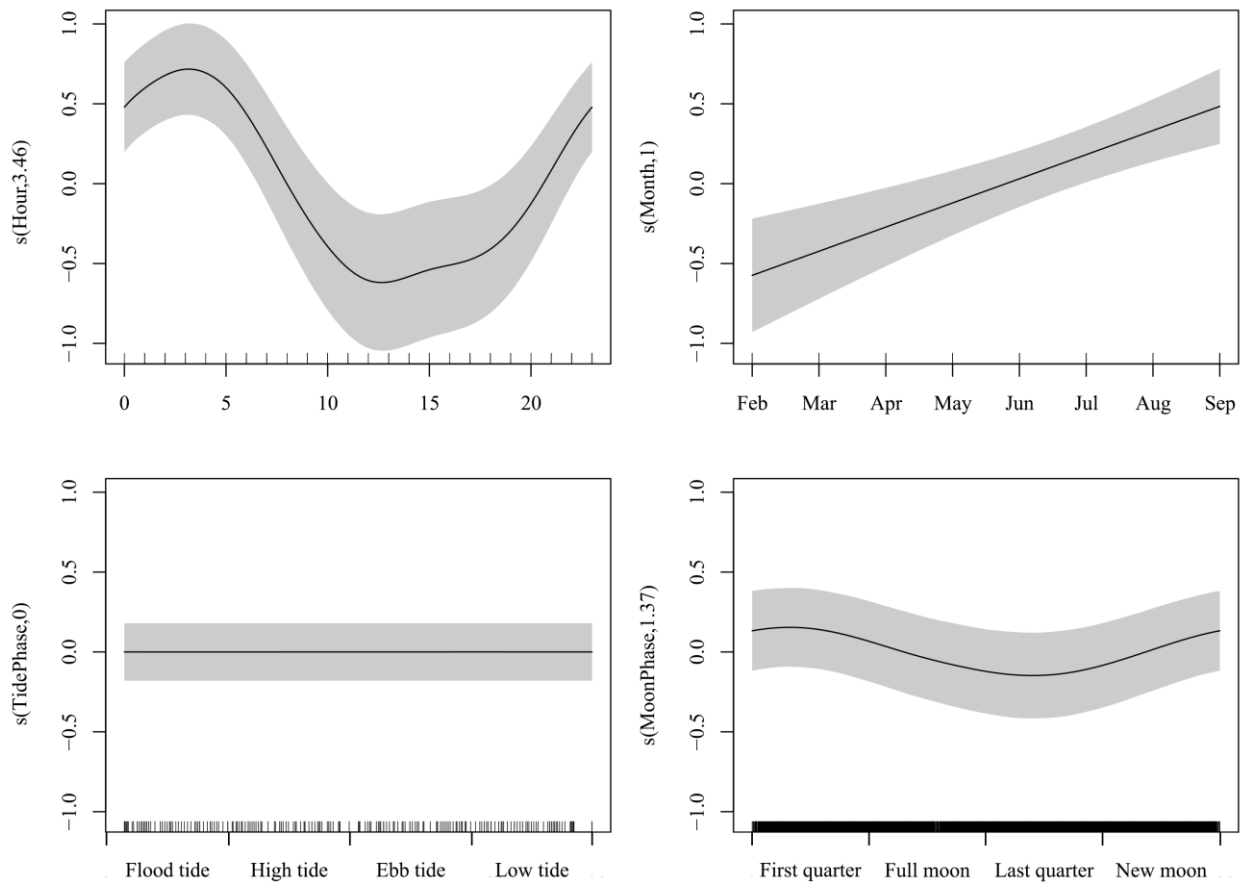 s(Hour,3.46)
1.0
0.5
0.0
−0.5
−1.0
0 5 10 15 20
s(Month,1)
1.0
0.5
0.0
−0.5
−1.0
Feb Mar Apr May Jun Jul Aug Sep
s(TidePhase,0)
1.0
0.5
0.0
−0.5
−1.0
Flood tide High tide Ebb tide Low tide
s(MoonPhase,1.37)
1.0
0.5
0.0
−0.5
−1.0
First quarter Full moon Last quarter New moon